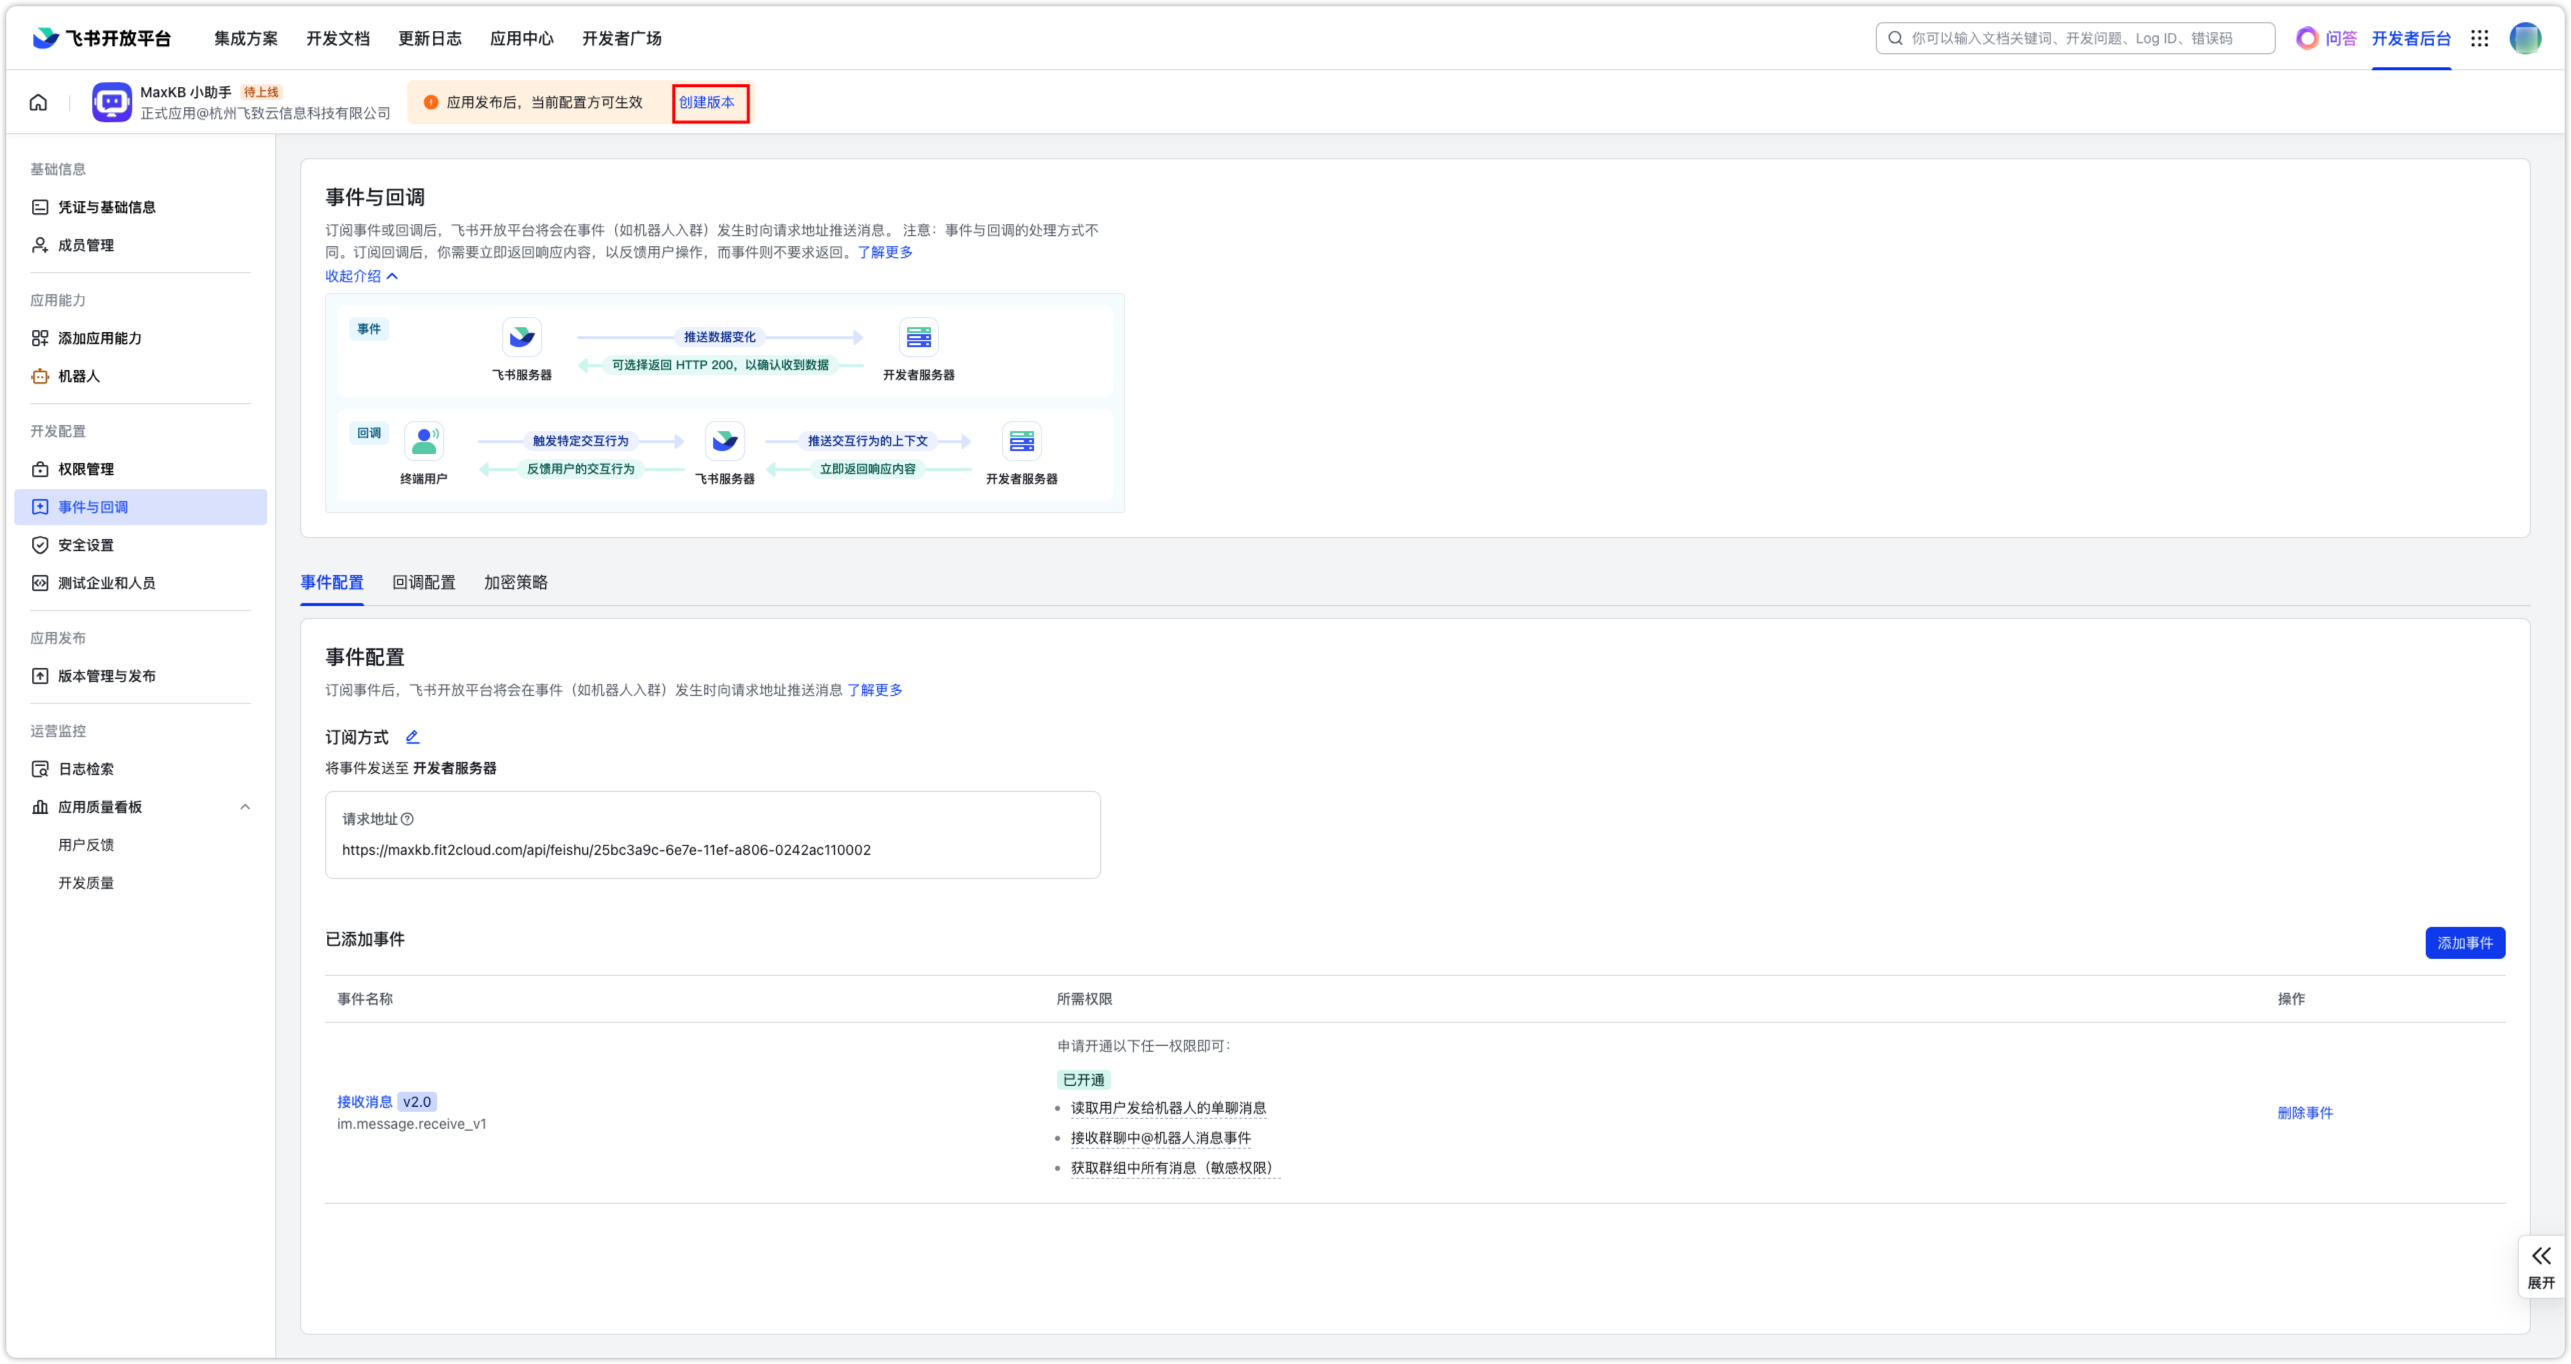 飞书开放平台
集成方案
开发文档
更新日志
应用中心
开发者广场
你可以输入文档关键词、开发问题、Log ID、错误码
问答
开发者后台
MaxKB 小助手 待上线
正式应用@杭州飞致云信息科技有限公司
应用发布后，当前配置方可生效
创建版本
基础信息
凭证与基础信息
成员管理
应用能力
添加应用能力
机器人
开发配置
权限管理
事件与回调
安全设置
测试企业和人员
应用发布
版本管理与发布
运营监控
日志检索
应用质量看板
用户反馈
开发质量
事件与回调
订阅事件或回调后，飞书开放平台将会在事件（如机器人入群）发生时向请求地址推送消息。 注意：事件与回调的处理方式不
同。订阅回调后，你需要立即返回响应内容，以反馈用户操作，而事件则不要求返回。了解更多
收起介绍
事件
推送数据变化
可选择返回 HTTP 200，以确认收到数据
飞书服务器
开发者服务器
回调
触发特定交互行为
推送交互行为的上下文
反馈用户的交互行为
立即返回响应内容
终端用户
飞书服务器
开发者服务器
事件配置
回调配置
加密策略
事件配置
订阅事件后，飞书开放平台将会在事件（如机器人入群）发生时向请求地址推送消息 了解更多
订阅方式
将事件发送至 开发者服务器
请求地址
https://maxkb.fit2cloud.com/api/feishu/25bc3a9c-6e7e-11ef-a806-0242ac110002
已添加事件
添加事件
事件名称
所需权限
操作
申请开通以下任一权限即可：
已开通
接收消息 v2.0
im.message.receive_v1
读取用户发给机器人的单聊消息
接收群聊中@机器人消息事件
获取群组中所有消息（敏感权限）
删除事件
展开